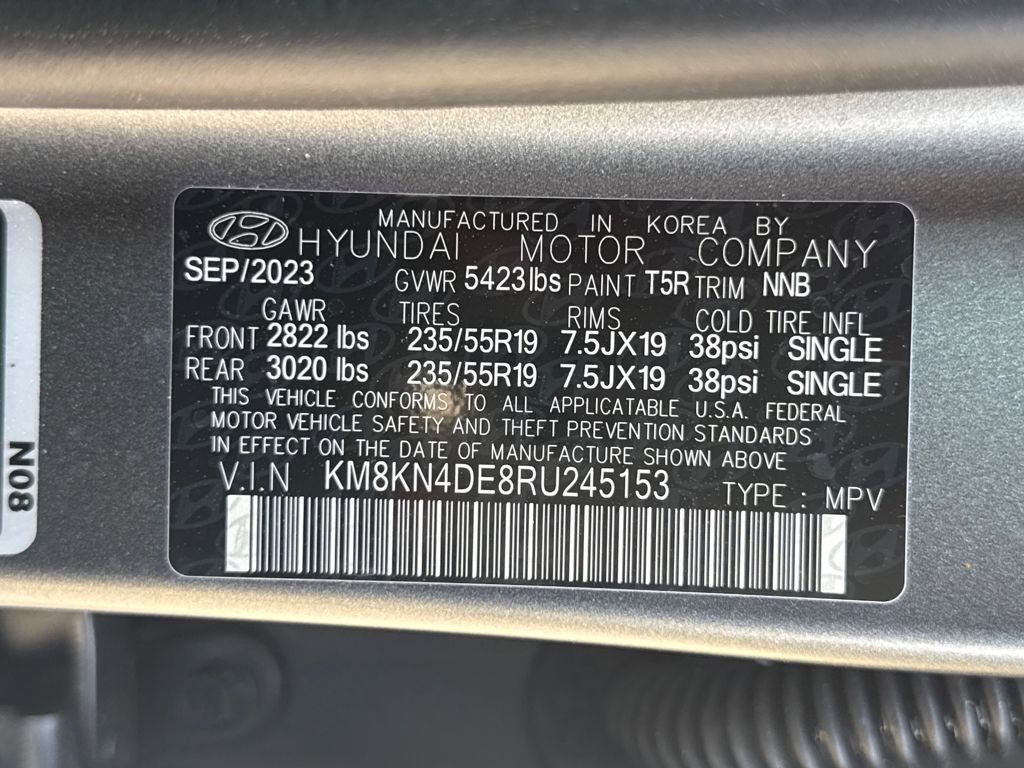 MANUFACTURED IN KOREA BY
HYUNDAI MOTOR COMPANY
SEP/2023 GVWR 5423lbs PAINT T5R TRIM NNB
GAWR TIRES RIMS COLD TIRE INFL
FRONT 2822 lbs 235/55R19 7.5JX19 38psi SINGLE
REAR 3020 lbs 235/55R19 7.5JX19 38psi SINGLE
THIS VEHICLE CONFORMS TO ALL APPLICATABLE U.S.A. FEDERAL
MOTOR VEHICLE SAFETY AND THEFT PREVENTION STANDARDS
IN EFFECT ON THE DATE OF MANUFACTURE SHOWN ABOVE
V.I.N KM8KN4DE8RU245153 TYPE : MPV
N08